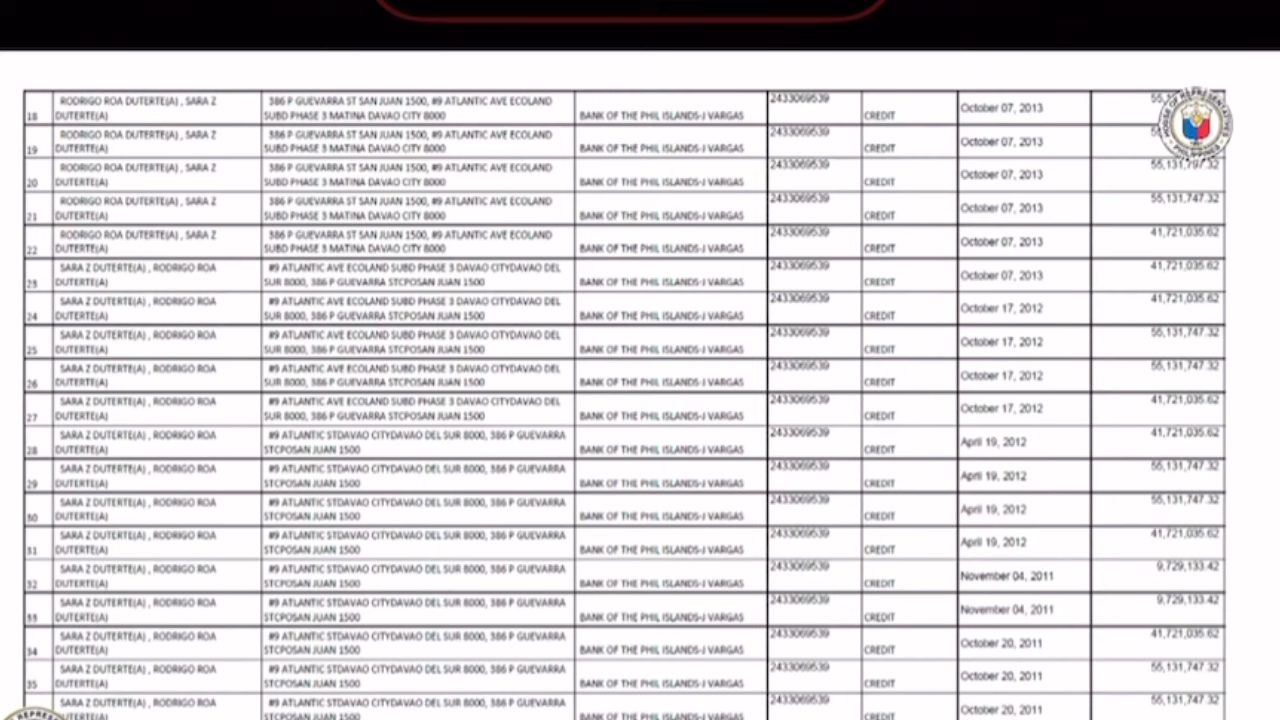 18 RODRIGO ROA DUTERTE(A) , SARA Z DUTERTE(A) 386 P GUEVARRA ST SAN JUAN 1500, #9 ATLANTIC AVE ECOLAND SUBD PHASE 3 MATINA DAVAO CITY 8000 BANK OF THE PHIL ISLANDS-J VARGAS 2433069539 CREDIT October 07, 2013
19 RODRIGO ROA DUTERTE(A) , SARA Z DUTERTE(A) 386 P GUEVARRA ST SAN JUAN 1500, #9 ATLANTIC AVE ECOLAND SUBD PHASE 3 MATINA DAVAO CITY 8000 BANK OF THE PHIL ISLANDS-J VARGAS 2433069539 CREDIT October 07, 2013
20 RODRIGO ROA DUTERTE(A) , SARA Z DUTERTE(A) 386 P GUEVARRA ST SAN JUAN 1500, #9 ATLANTIC AVE ECOLAND SUBD PHASE 3 MATINA DAVAO CITY 8000 BANK OF THE PHIL ISLANDS-J VARGAS 2433069539 CREDIT October 07, 2013
21 RODRIGO ROA DUTERTE(A) , SARA Z DUTERTE(A) 386 P GUEVARRA ST SAN JUAN 1500, #9 ATLANTIC AVE ECOLAND SUBD PHASE 3 MATINA DAVAO CITY 8000 BANK OF THE PHIL ISLANDS-J VARGAS 2433069539 CREDIT October 07, 2013 55,131,747.32
22 RODRIGO ROA DUTERTE(A) , SARA Z DUTERTE(A) 386 P GUEVARRA ST SAN JUAN 1500, #9 ATLANTIC AVE ECOLAND SUBD PHASE 3 MATINA DAVAO CITY 8000 BANK OF THE PHIL ISLANDS-J VARGAS 2433069539 CREDIT October 07, 2013 41,721,035.62
23 SARA Z DUTERTE(A) , RODRIGO ROA DUTERTE(A) #9 ATLANTIC AVE ECOLAND SUBD PHASE 3 DAVAO CITYDAVAO DEL SUR 8000, 386 P GUEVARRA STCPOSAN JUAN 1500 BANK OF THE PHIL ISLANDS-J VARGAS 2433069539 CREDIT October 07, 2013 41,721,035.62
24 SARA Z DUTERTE(A) , RODRIGO ROA DUTERTE(A) #9 ATLANTIC AVE ECOLAND SUBD PHASE 3 DAVAO CITYDAVAO DEL SUR 8000, 386 P GUEVARRA STCPOSAN JUAN 1500 BANK OF THE PHIL ISLANDS-J VARGAS 2433069539 CREDIT October 17, 2012 41,721,035.62
25 SARA Z DUTERTE(A) , RODRIGO ROA DUTERTE(A) #9 ATLANTIC AVE ECOLAND SUBD PHASE 3 DAVAO CITYDAVAO DEL SUR 8000, 386 P GUEVARRA STCPOSAN JUAN 1500 BANK OF THE PHIL ISLANDS-J VARGAS 2433069539 CREDIT October 17, 2012 55,131,747.32
26 SARA Z DUTERTE(A) , RODRIGO ROA DUTERTE(A) #9 ATLANTIC AVE ECOLAND SUBD PHASE 3 DAVAO CITYDAVAO DEL SUR 8000, 386 P GUEVARRA STCPOSAN JUAN 1500 BANK OF THE PHIL ISLANDS-J VARGAS 2433069539 CREDIT October 17, 2012 55,131,747.32
27 SARA Z DUTERTE(A) , RODRIGO ROA DUTERTE(A) #9 ATLANTIC AVE ECOLAND SUBD PHASE 3 DAVAO CITYDAVAO DEL SUR 8000, 386 P GUEVARRA STCPOSAN JUAN 1500 BANK OF THE PHIL ISLANDS-J VARGAS 2433069539 CREDIT October 17, 2012 41,721,035.62
28 SARA Z DUTERTE(A) , RODRIGO ROA DUTERTE(A) #9 ATLANTIC STDAVAO CITYDAVAO DEL SUR 8000, 386 P GUEVARRA STCPOSAN JUAN 1500 BANK OF THE PHIL ISLANDS-J VARGAS 2433069539 CREDIT April 19, 2012 41,721,035.62
29 SARA Z DUTERTE(A) , RODRIGO ROA DUTERTE(A) #9 ATLANTIC STDAVAO CITYDAVAO DEL SUR 8000, 386 P GUEVARRA STCPOSAN JUAN 1500 BANK OF THE PHIL ISLANDS-J VARGAS 2433069539 CREDIT April 19, 2012 55,131,747.32
30 SARA Z DUTERTE(A) , RODRIGO ROA DUTERTE(A) #9 ATLANTIC STDAVAO CITYDAVAO DEL SUR 8000, 386 P GUEVARRA STCPOSAN JUAN 1500 BANK OF THE PHIL ISLANDS-J VARGAS 2433069539 CREDIT April 19, 2012 55,131,747.32
31 SARA Z DUTERTE(A) , RODRIGO ROA DUTERTE(A) #9 ATLANTIC STDAVAO CITYDAVAO DEL SUR 8000, 386 P GUEVARRA STCPOSAN JUAN 1500 BANK OF THE PHIL ISLANDS-J VARGAS 2433069539 CREDIT April 19, 2012 41,721,035.62
32 SARA Z DUTERTE(A) , RODRIGO ROA DUTERTE(A) #9 ATLANTIC STDAVAO CITYDAVAO DEL SUR 8000, 386 P GUEVARRA STCPOSAN JUAN 1500 BANK OF THE PHIL ISLANDS-J VARGAS 2433069539 CREDIT November 04, 2011 9,729,133.42
33 SARA Z DUTERTE(A) , RODRIGO ROA DUTERTE(A) #9 ATLANTIC STDAVAO CITYDAVAO DEL SUR 8000, 386 P GUEVARRA STCPOSAN JUAN 1500 BANK OF THE PHIL ISLANDS-J VARGAS 2433069539 CREDIT November 04, 2011 9,729,133.42
34 SARA Z DUTERTE(A) , RODRIGO ROA DUTERTE(A) #9 ATLANTIC STDAVAO CITYDAVAO DEL SUR 8000, 386 P GUEVARRA STCPOSAN JUAN 1500 BANK OF THE PHIL ISLANDS-J VARGAS 2433069539 CREDIT October 20, 2011 41,721,035.62
35 SARA Z DUTERTE(A) , RODRIGO ROA DUTERTE(A) #9 ATLANTIC STDAVAO CITYDAVAO DEL SUR 8000, 386 P GUEVARRA STCPOSAN JUAN 1500 BANK OF THE PHIL ISLANDS-J VARGAS 2433069539 CREDIT October 20, 2011 55,131,747.32
SARA Z DUTERTE(A) , RODRIGO ROA DUTERTE(A) #9 ATLANTIC STDAVAO CITYDAVAO DEL SUR 8000, 386 P GUEVARRA STCPOSAN JUAN 1500 BANK OF THE PHIL ISLANDS-J VARGAS 2433069539 CREDIT October 20, 2011 55,131,747.32
HOUSE OF REPRESENTATIVES
PHILIPPINES